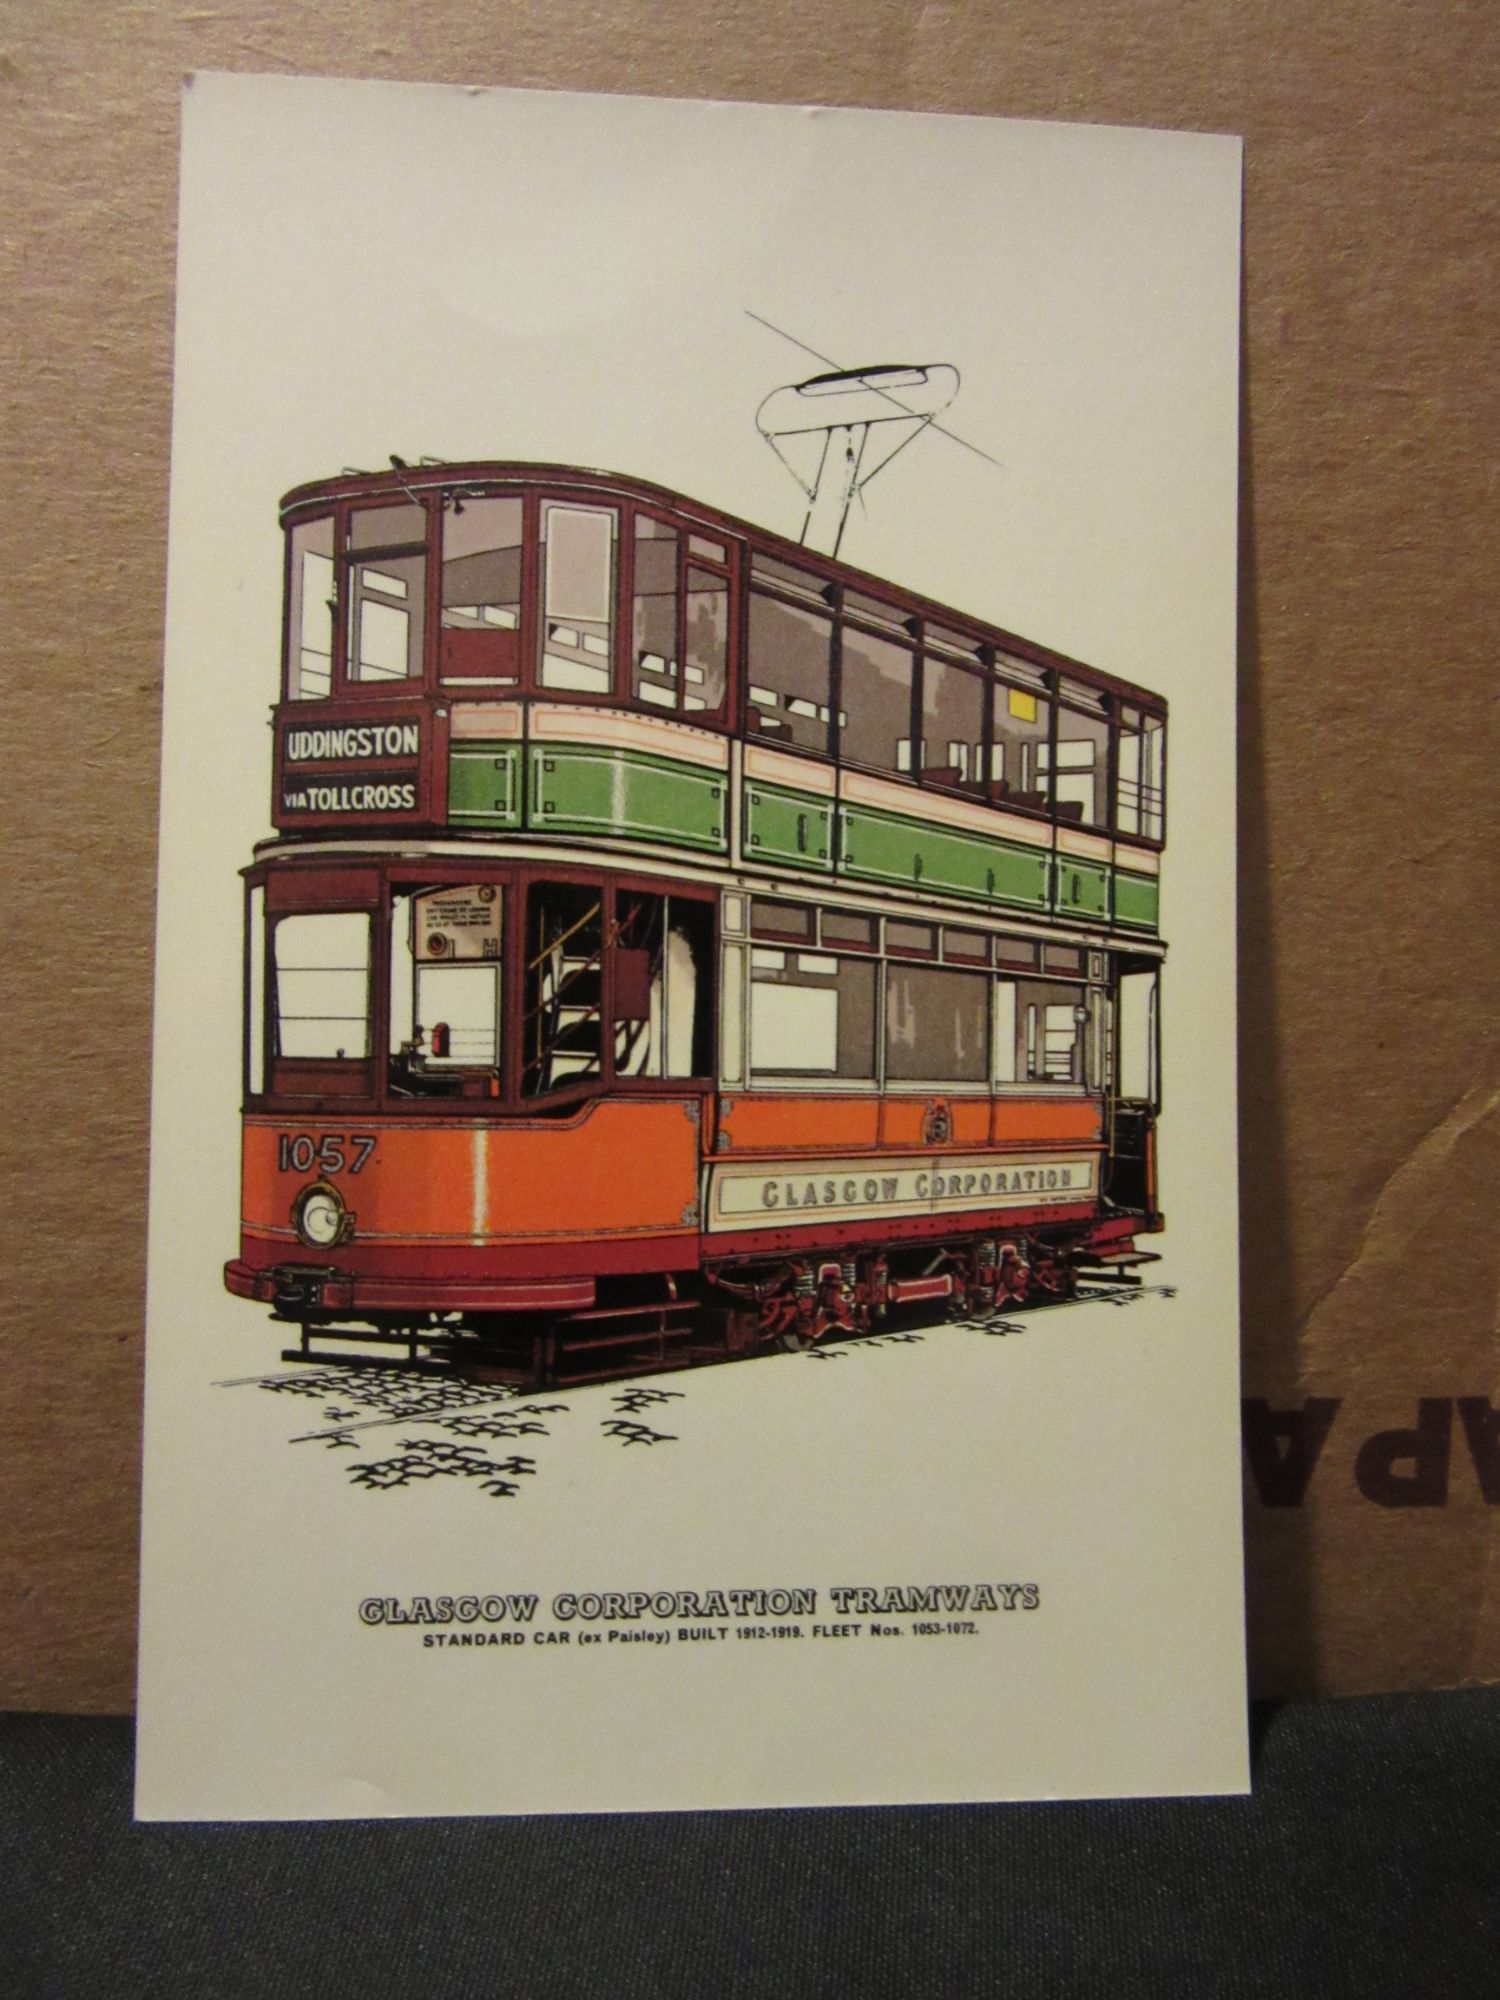 UDDINGSTON
VIA TOLLCROSS
1057
GLASGOW CORPORATION
GLASGOW CORPORATION TRAMWAYS
STANDARD CAR (ex Paisley) BUILT 1912-1919. FLEET Nos. 1053-1072.